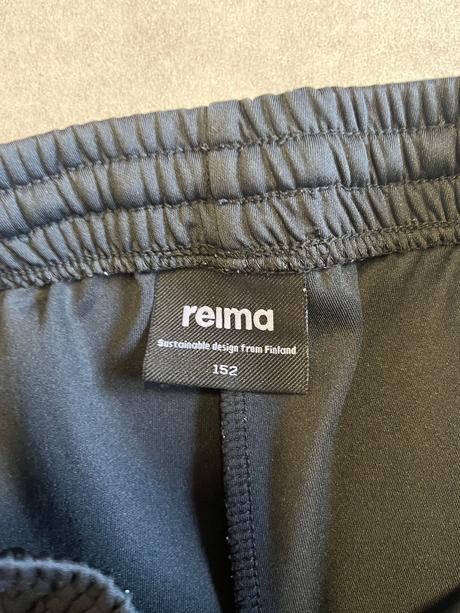 reima
Sustainable design from Finland
152